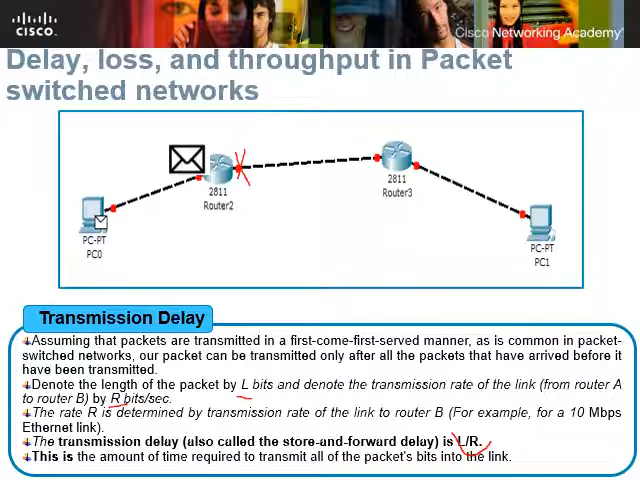 CISCO
Cisco Networking Academy
Delay, loss, and throughput in Packet
switched networks
2811
Router2
2811
Router3
PC-PT
PC0
PC-PT
PC1
Transmission Delay
Assuming that packets are transmitted in a first-come-first-served manner, as is common in packet-
switched networks, our packet can be transmitted only after all the packets that have arrived before it
have been transmitted.
Denote the length of the packet by L bits and denote the transmission rate of the link (from router A
to router B) by R bits/sec.
The rate R is determined by transmission rate of the link to router B (For example, for a 10 Mbps
Ethernet link).
The transmission delay (also called the store-and-forward delay) is L/R.
This is the amount of time required to transmit all of the packet's bits into the link.